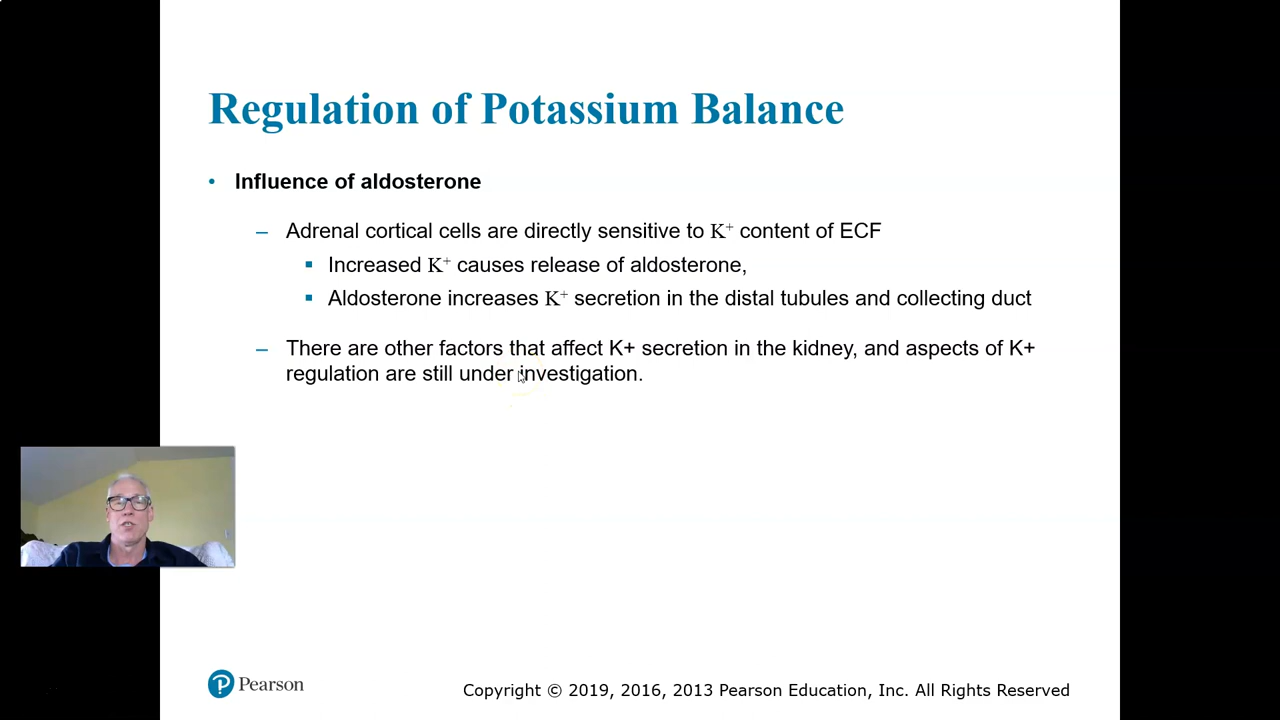 Regulation of Potassium Balance
• Influence of aldosterone
– Adrenal cortical cells are directly sensitive to K⁺ content of ECF
▪ Increased K⁺ causes release of aldosterone,
▪ Aldosterone increases K⁺ secretion in the distal tubules and collecting duct
– There are other factors that affect K+ secretion in the kidney, and aspects of K+
regulation are still under investigation.
P Pearson
Copyright © 2019, 2016, 2013 Pearson Education, Inc. All Rights Reserved